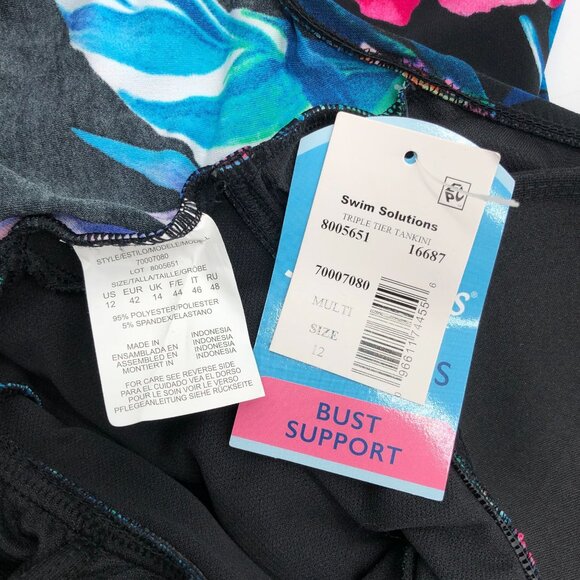 STYLE/ESTILO/MODELE/MODELL
70007080
LOT 8005651
SIZE/TALLA/TAILLE/GRÖßE
US EUR UK F/E IT RU
12 42 14 44 46 48
95% POLYESTER/POLIESTER
5% SPANDEX/ELASTANO
MADE IN INDONESIA
ENSAMBLADA EN INDONESIA
ASSEMBLED EN INDONESIA
MONTIERT IN INDONESIA
FOR CARE SEE REVERSE SIDE
PARA EL CUIDADO VEA EL DORSO
POUR LE SOIN VOIR LE VERSO
PFLEGEANLEITUNG SIEHE RÜCKSEITE
PU
Swim Solutions
TRIPLE TIER TANKINI
8005651 16687
70007080
MULTI
SIZE
12
s®
S
BUST
SUPPORT